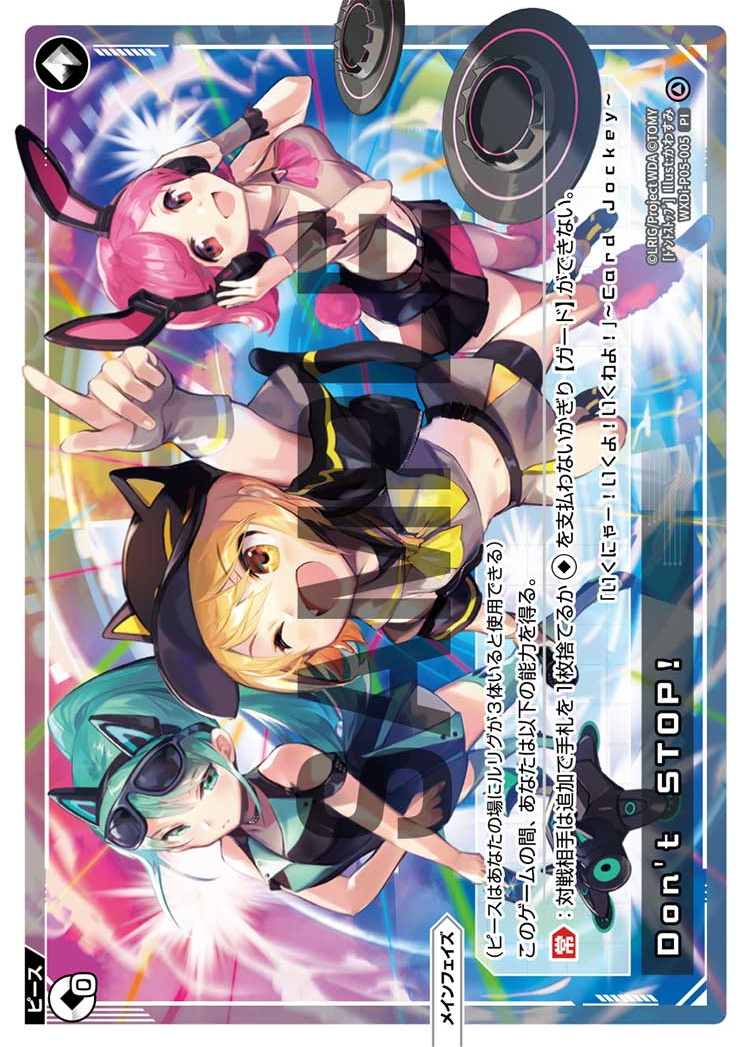 ピース
0
メインフェイズ
SAMPLE
(ピースはあなたの場にルリグが3体いると使用できる)
このゲームの間、あなたは以下の能力を得る。
常:対戦相手は追加で手札を1枚捨てるか◆を支払わないかぎり【ガード】ができない。
「いくにゃー!いくよ!いくわよ!」~Card Jockey~
Don't STOP!
©LRIG/Project WDA ©TOMY
[ドントストップ] Illust:かわすみ
WXDi-P05-005 PI